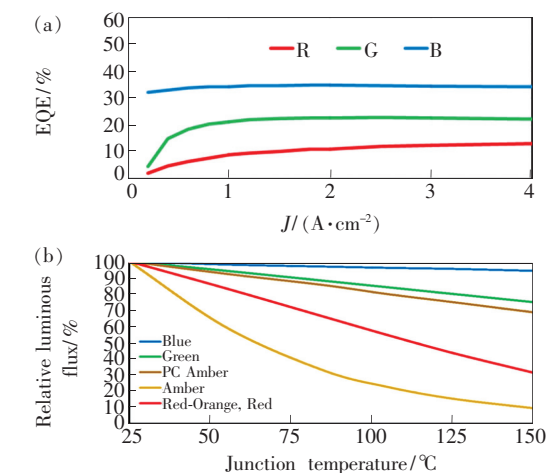 (a)
60
50
40
30
20
10
0
EQE/%
R G B
0 1 2 3 4
J/(A·cm⁻²)
(b)
100
90
80
70
60
50
40
30
20
10
0
Relative luminous
flux/%
Blue
Green
PC Amber
Amber
Red-Orange, Red
25 50 75 100 125 150
Junction temperature/℃